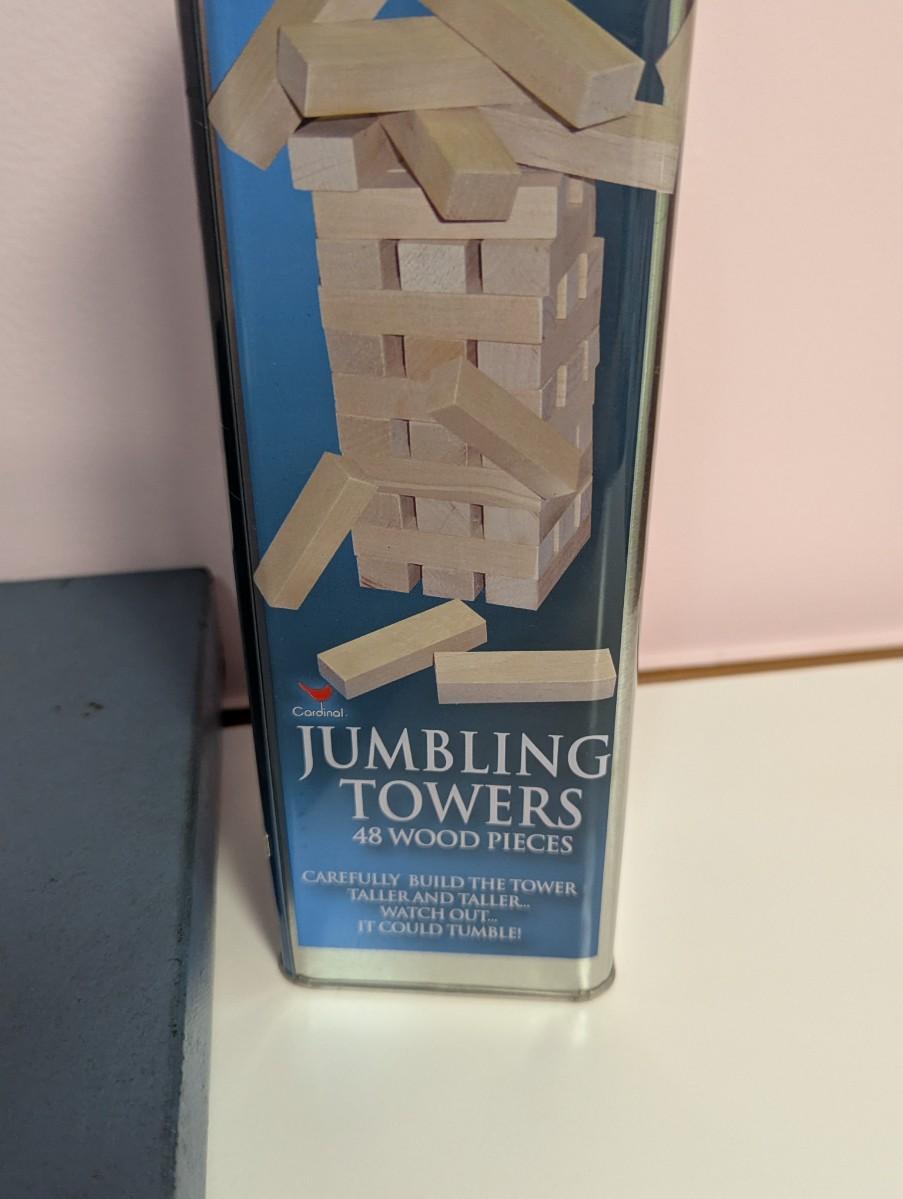 Cardinal.
JUMBLING
TOWERS
48 WOOD PIECES
CAREFULLY BUILD THE TOWER
TALLER AND TALLER...
WATCH OUT...
IT COULD TUMBLE!